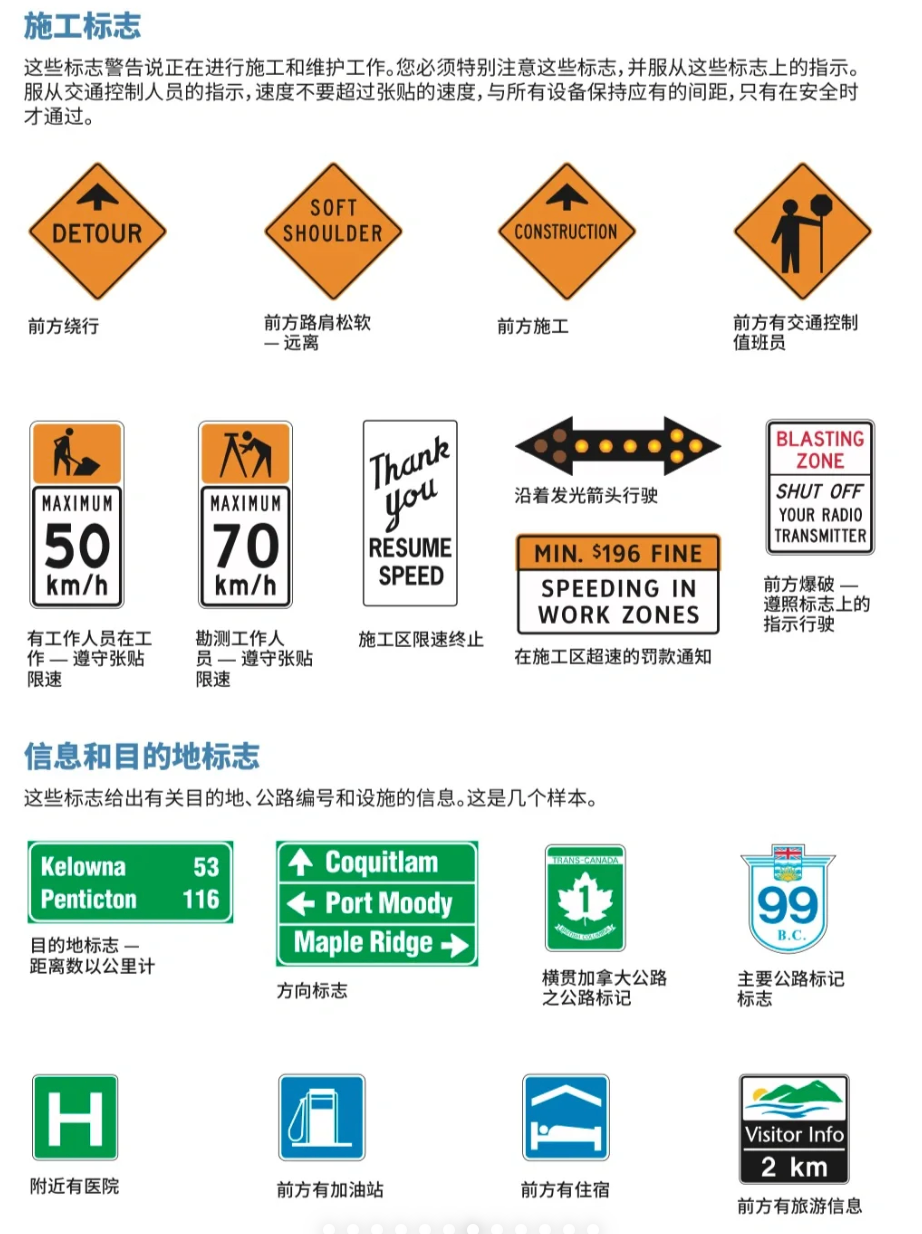 施工标志
这些标志警告说正在进行施工和维护工作。您必须特别注意这些标志，并服从这些标志上的指示。
服从交通控制人员的指示，速度不要超过张贴的速度，与所有设备保持应有的间距，只有在安全时
才通过。
DETOUR
前方绕行
SOFT
SHOULDER
前方路肩松软
— 远离
CONSTRUCTION
前方施工
前方有交通控制
值班员
MAXIMUM
50
km/h
有工作人员在工
作 — 遵守张贴
限速
MAXIMUM
70
km/h
勘测工作人
员 — 遵守张贴
限速
Thank
you
RESUME
SPEED
施工区限速终止
沿着发光箭头行驶
MIN. $196 FINE
SPEEDING IN
WORK ZONES
在施工区超速的罚款通知
BLASTING
ZONE
SHUT OFF
YOUR RADIO
TRANSMITTER
前方爆破 —
遵照标志上的
指示行驶
信息和目的地标志
这些标志给出有关目的地、公路编号和设施的信息。这是几个样本。
Kelowna 53
Penticton 116
目的地标志 —
距离数以公里计
Coquitlam
Port Moody
Maple Ridge
方向标志
TRANS-CANADA
1
BRITISH COLUMBIA
横贯加拿大公路
之公路标记
99
B.C.
主要公路标记
标志
H
附近有医院
前方有加油站
前方有住宿
Visitor Info
2 km
前方有旅游信息